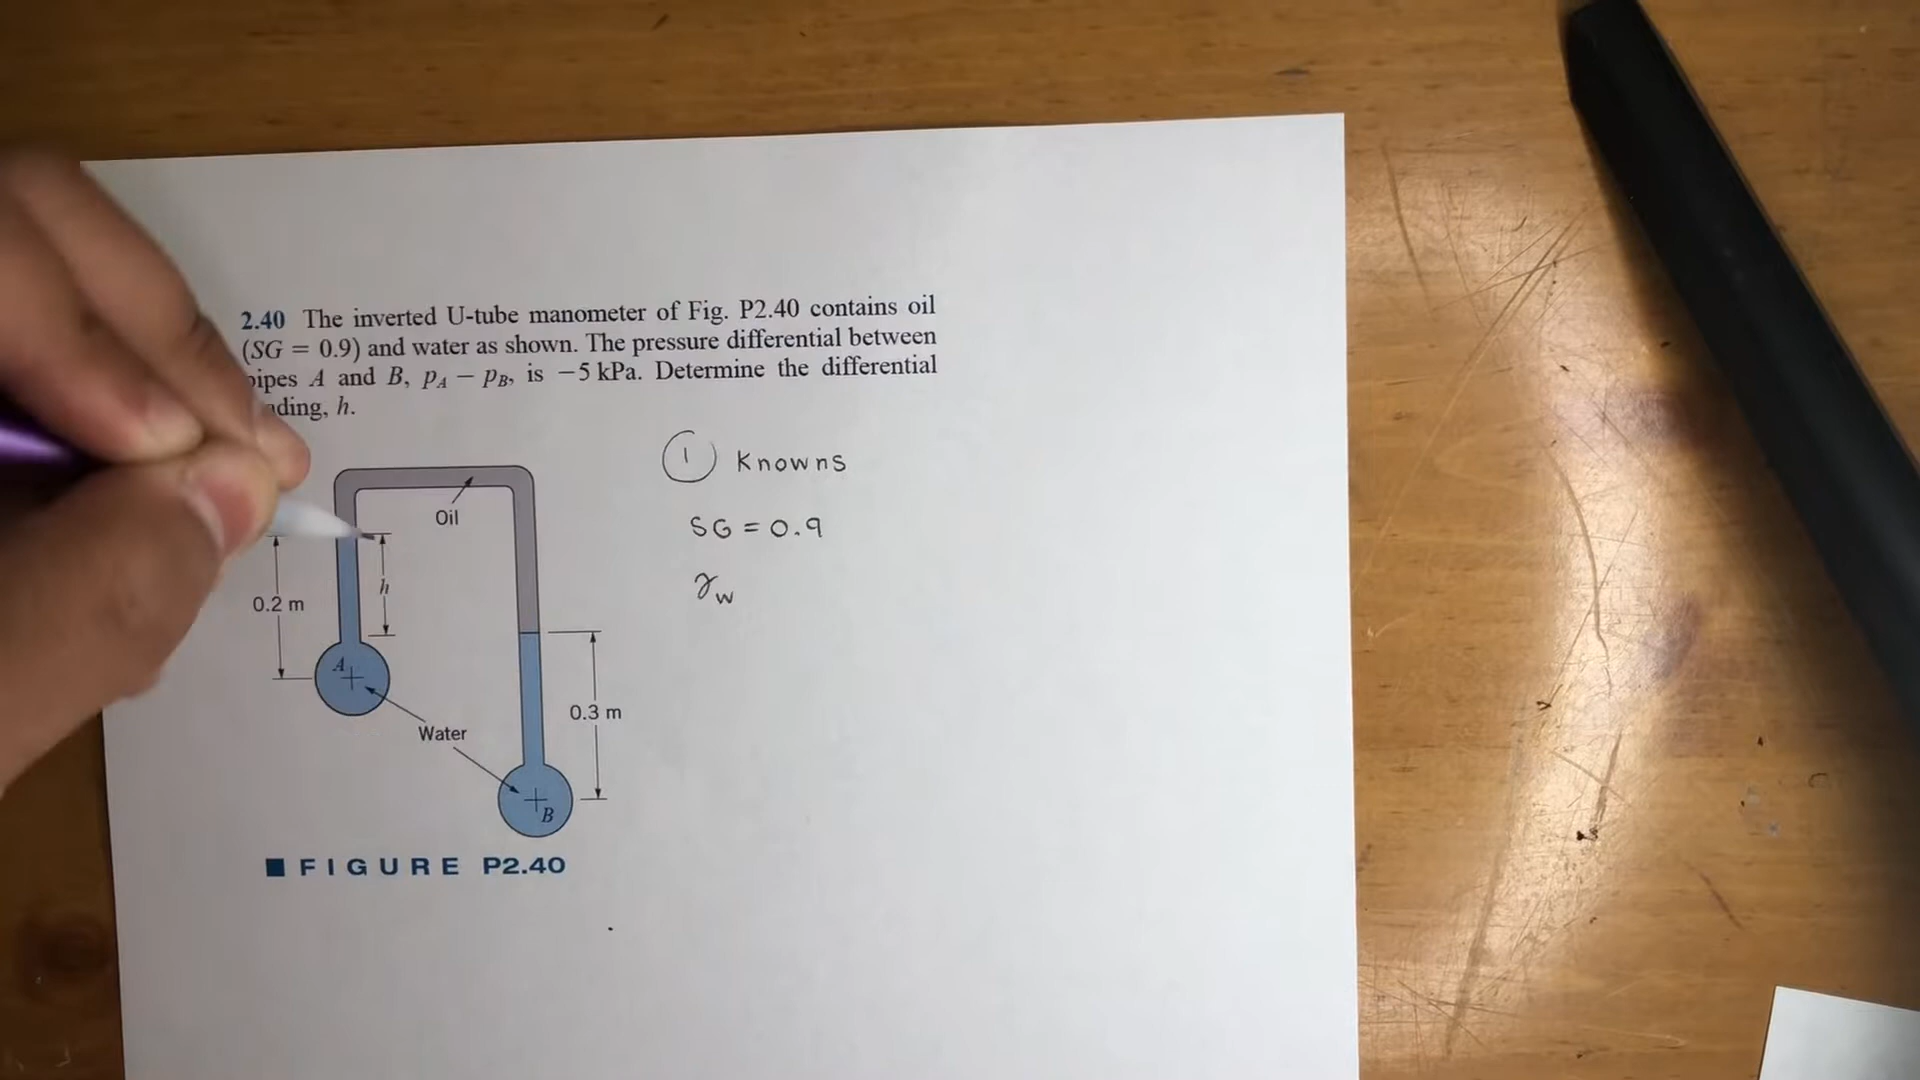 2.40 The inverted U-tube manometer of Fig. P2.40 contains oil
(SG = 0.9) and water as shown. The pressure differential between
pipes A and B, pA − pB, is −5 kPa. Determine the differential
h.
1 Knowns
SG = 0.9
γw
Oil
h
0.2 m
A
Water
0.3 m
B
FIGURE P2.40